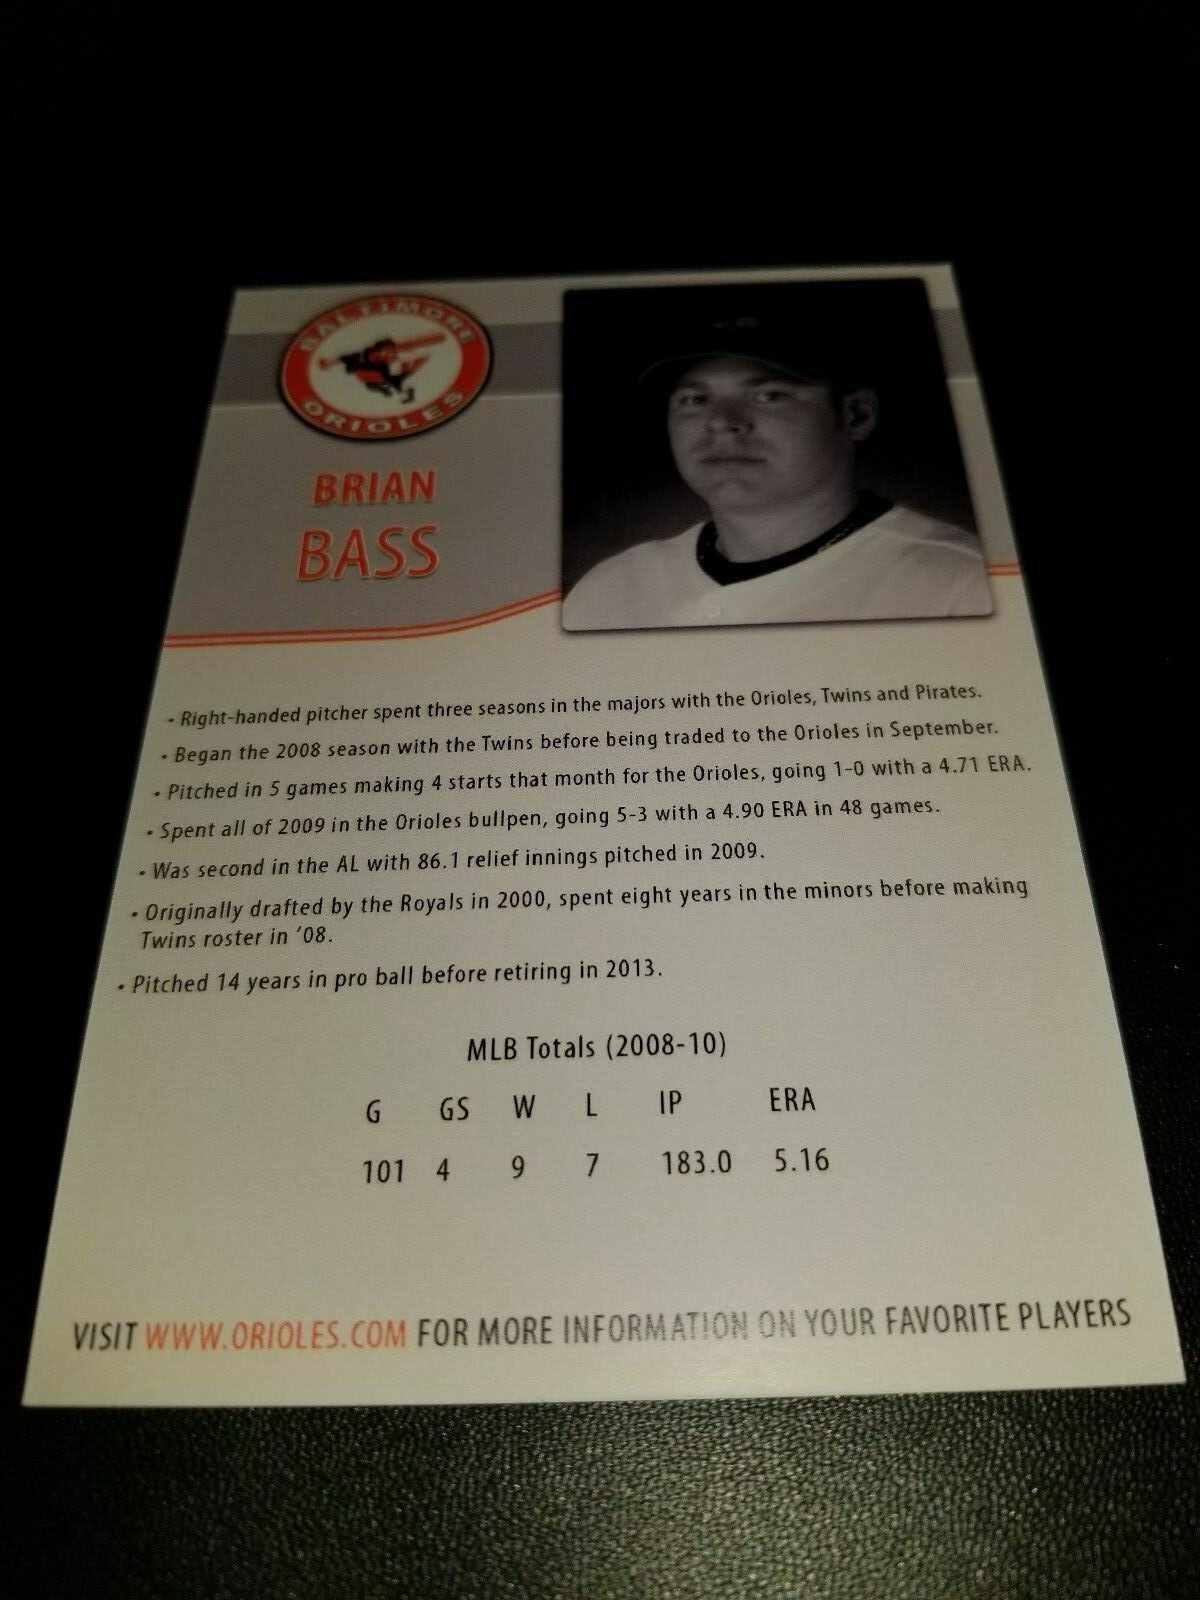 BALTIMORE
ORIOLES
BRIAN
BASS
• Right-handed pitcher spent three seasons in the majors with the Orioles, Twins and Pirates.
• Began the 2008 season with the Twins before being traded to the Orioles in September.
• Pitched in 5 games making 4 starts that month for the Orioles, going 1-0 with a 4.71 ERA.
• Spent all of 2009 in the Orioles bullpen, going 5-3 with a 4.90 ERA in 48 games.
• Was second in the AL with 86.1 relief innings pitched in 2009.
• Originally drafted by the Royals in 2000, spent eight years in the minors before making
Twins roster in ‘08.
• Pitched 14 years in pro ball before retiring in 2013.
MLB Totals (2008-10)
G GS W L IP ERA
101 4 9 7 183.0 5.16
VISIT WWW.ORIOLES.COM FOR MORE INFORMATION ON YOUR FAVORITE PLAYERS